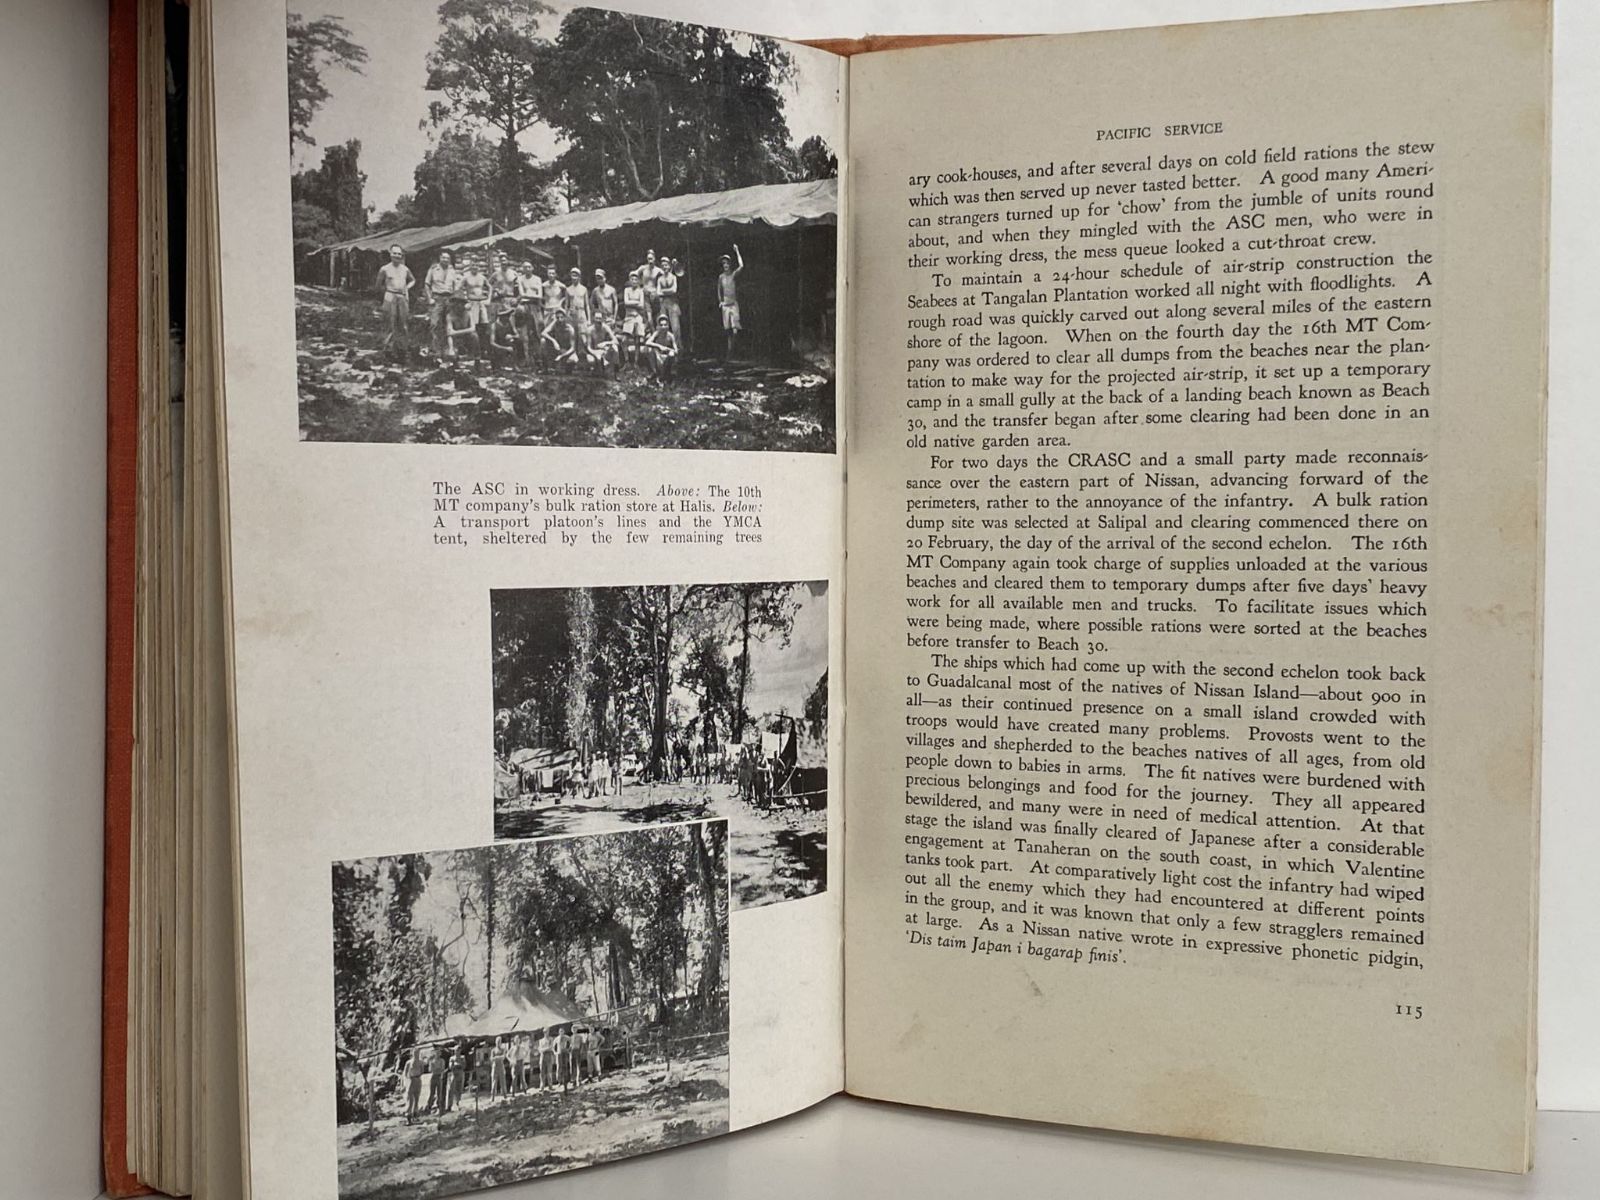 The ASC in working dress. Above: The 10th
MT company's bulk ration store at Halis. Below:
A transport platoon's lines and the YMCA
tent, sheltered by the few remaining trees
PACIFIC SERVICE
ary cook-houses, and after several days on cold field rations the stew
which was then served up never tasted better. A good many Ameri-
can strangers turned up for 'chow' from the jumble of units round
about, and when they mingled with the ASC men, who were in
their working dress, the mess queue looked a cut-throat crew.
To maintain a 24-hour schedule of air-strip construction the
Seabees at Tangalan Plantation worked all night with floodlights. A
rough road was quickly carved out along several miles of the eastern
shore of the lagoon. When on the fourth day the 16th MT Com-
pany was ordered to clear all dumps from the beaches near the plan-
tation to make way for the projected air-strip, it set up a temporary
camp in a small gully at the back of a landing beach known as Beach
30, and the transfer began after some clearing had been done in an
old native garden area.
For two days the CRASC and a small party made reconnais-
sance over the eastern part of Nissan, advancing forward of the
perimeters, rather to the annoyance of the infantry. A bulk ration
dump site was selected at Salipal and clearing commenced there on
20 February, the day of the arrival of the second echelon. The 16th
MT Company again took charge of supplies unloaded at the various
beaches and cleared them to temporary dumps after five days' heavy
work for all available men and trucks. To facilitate issues which
were being made, where possible rations were sorted at the beaches
before transfer to Beach 30.
The ships which had come up with the second echelon took back
to Guadalcanal most of the natives of Nissan Island—about 900 in
all—as their continued presence on a small island crowded with
troops would have created many problems. Provosts went to the
villages and shepherded to the beaches natives of all ages, from old
people down to babies in arms. The fit natives were burdened with
precious belongings and food for the journey. They all appeared
bewildered, and many were in need of medical attention. At that
stage the island was finally cleared of Japanese after a considerable
engagement at Tanaheran on the south coast, in which Valentine
tanks took part. At comparatively light cost the infantry had wiped
out all the enemy which they had encountered at different points
in the group, and it was known that only a few stragglers remained
at large. As a Nissan native wrote in expressive phonetic pidgin,
'Dis taim Japan i bagarap finis'.
115